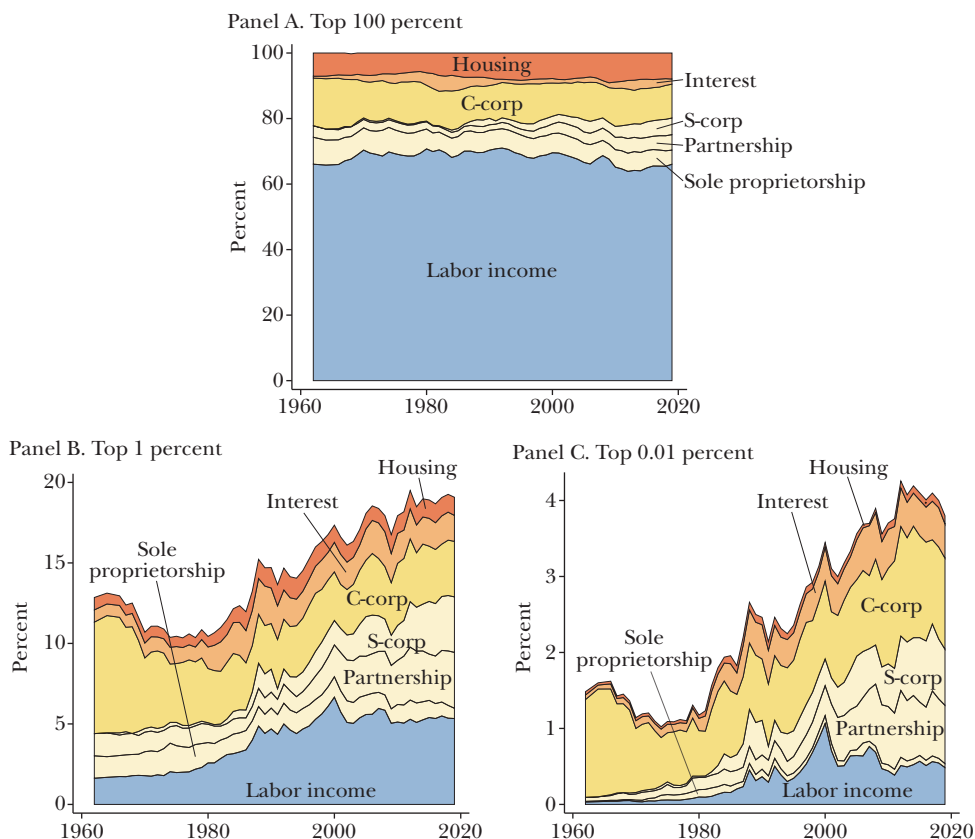 Panel A. Top 100 percent
100
80
60
40
20
0
Percent
Housing
Interest
C-corp
S-corp
Partnership
Sole proprietorship
Labor income
1960
1980
2000
2020
Panel B. Top 1 percent
20
15
10
5
0
Percent
Housing
Interest
Sole
proprietorship
C-corp
S-corp
Partnership
Labor income
1960
1980
2000
2020
Panel C. Top 0.01 percent
4
3
2
1
0
Percent
Housing
Interest
C-corp
Sole
proprietorship
S-corp
Partnership
Labor income
1960
1980
2000
2020